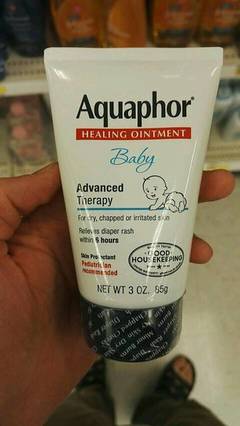 Aquaphor®
HEALING OINTMENT
Baby
Advanced
Therapy
For dry, chapped or irritated skin
Relieves diaper rash
within 6 hours
Skin Protectant
Pediatrician
recommended
GOOD
HOUSEKEEPING
NET WT 3 OZ. 85g